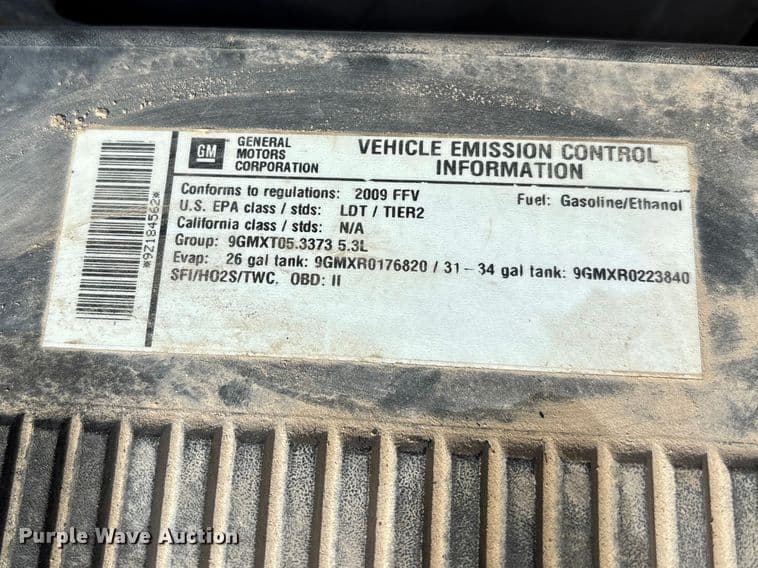 *9Z184562*
GM
GENERAL
MOTORS
CORPORATION
VEHICLE EMISSION CONTROL
INFORMATION
Conforms to regulations: 2009 FFV
Fuel: Gasoline/Ethanol
U.S. EPA class / stds: LDT / TIER2
California class / stds: N/A
Group: 9GMXT05.3373 5.3L
Evap: 26 gal tank: 9GMXR0176820 / 31 - 34 gal tank: 9GMXR0223840
SFI/HO2S/TWC, OBD: II
Purple Wave Auction